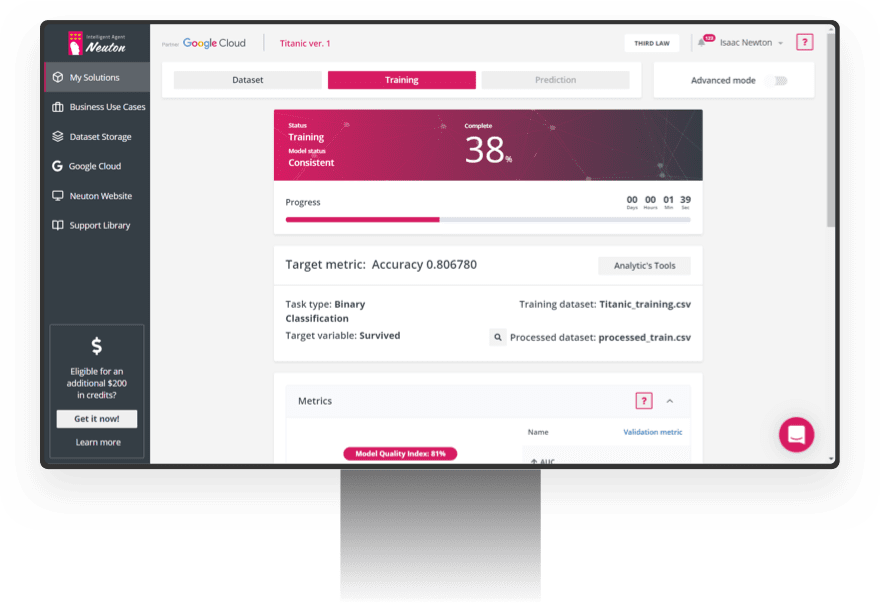 Intelligent Agent
Neuton
My Solutions
Business Use Cases
Dataset Storage
Google Cloud
Neuton Website
Support Library
$
Eligible for an
additional $200
in credits?
Get it now!
Learn more
Partner Google Cloud
Titanic ver. 1
THIRD LAW
Isaac Newton
?
Dataset
Training
Prediction
Advanced mode
Status
Training
Model status
Consistent
Complete
38%
Progress
00 00 01 39
Days Hours Min Sec
Target metric: Accuracy 0.806780
Analytic's Tools
Task type: Binary
Classification
Target variable: Survived
Training dataset: Titanic_training.csv
Processed dataset: processed_train.csv
Metrics
?
Model Quality Index: 81%
Name
Validation metric
AUC